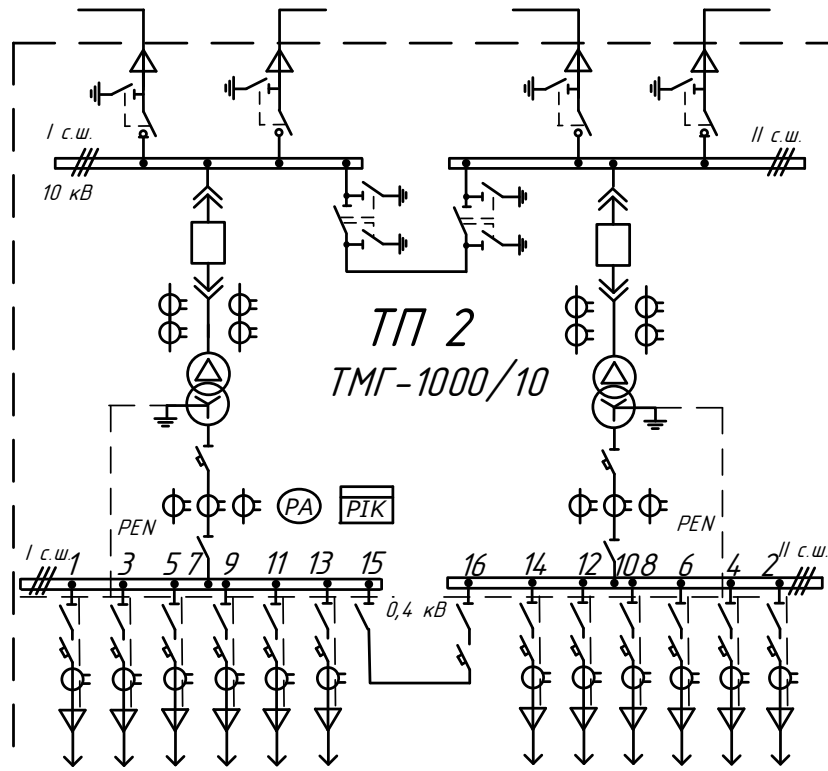 I с.ш.
II с.ш.
10 кВ
ТП 2
ТМГ-1000/10
PA
PIK
PEN
PEN
I с.ш.
1 3 5 7 9 11 13 15
16 14 12 10 8 6 4 2
II с.ш.
0,4 кВ